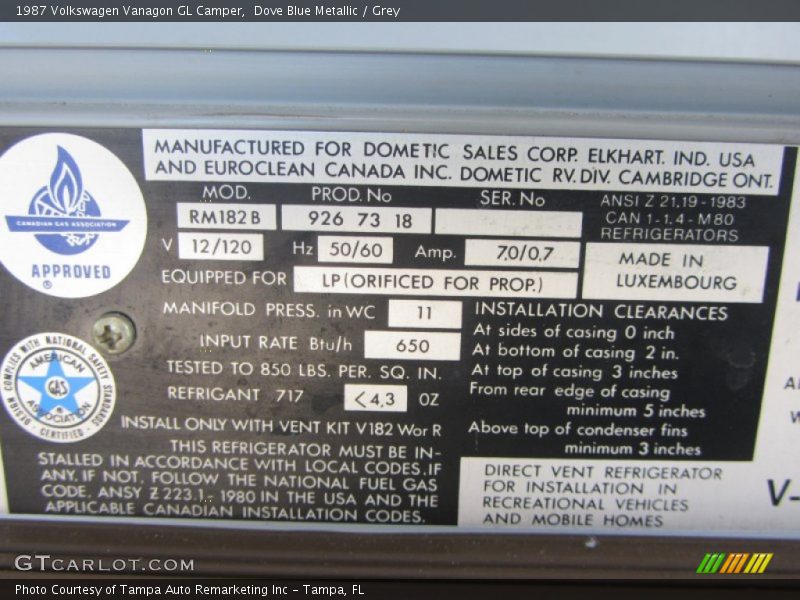 1987 Volkswagen Vanagon GL Camper,  Dove Blue Metallic / Grey
MANUFACTURED FOR DOMETIC SALES CORP. ELKHART. IND. USA
AND EUROCLEAN CANADA INC. DOMETIC RV. DIV. CAMBRIDGE ONT.
CANADIAN GAS ASSOCIATION
APPROVED
®
MOD. PROD.No SER. No
RM182B 926 73 18
ANSI Z 21,19 - 1983
CAN 1 - 1.4 - M80
REFRIGERATORS
V 12/120 Hz 50/60 Amp. 7,0/0,7
MADE IN
LUXEMBOURG
EQUIPPED FOR LP (ORIFICED FOR PROP.)
MANIFOLD PRESS. in WC 11
INPUT RATE Btu/h 650
TESTED TO 850 LBS. PER. SQ. IN.
REFRIGANT 717 <4,3 OZ
INSTALL ONLY WITH VENT KIT V182 W or R
INSTALLATION CLEARANCES
At sides of casing 0 inch
At bottom of casing 2 in.
At top of casing 3 inches
From rear edge of casing
minimum 5 inches
Above top of condenser fins
minimum 3 inches
COMPLIES WITH NATIONAL SAFETY STANDARDS
AMERICAN
GAS
®
ASSOCIATION
DESIGN - CERTIFIED
THIS REFRIGERATOR MUST BE IN-
STALLED IN ACCORDANCE WITH LOCAL CODES. IF
ANY. IF NOT, FOLLOW THE NATIONAL FUEL GAS
CODE. ANSY Z 223.1 - 1980 IN THE USA AND THE
APPLICABLE CANADIAN INSTALLATION CODES.
DIRECT VENT REFRIGERATOR
FOR INSTALLATION IN
RECREATIONAL VEHICLES
AND MOBILE HOMES
V-
GTCARLOT.COM
Photo Courtesy of Tampa Auto Remarketing Inc - Tampa, FL